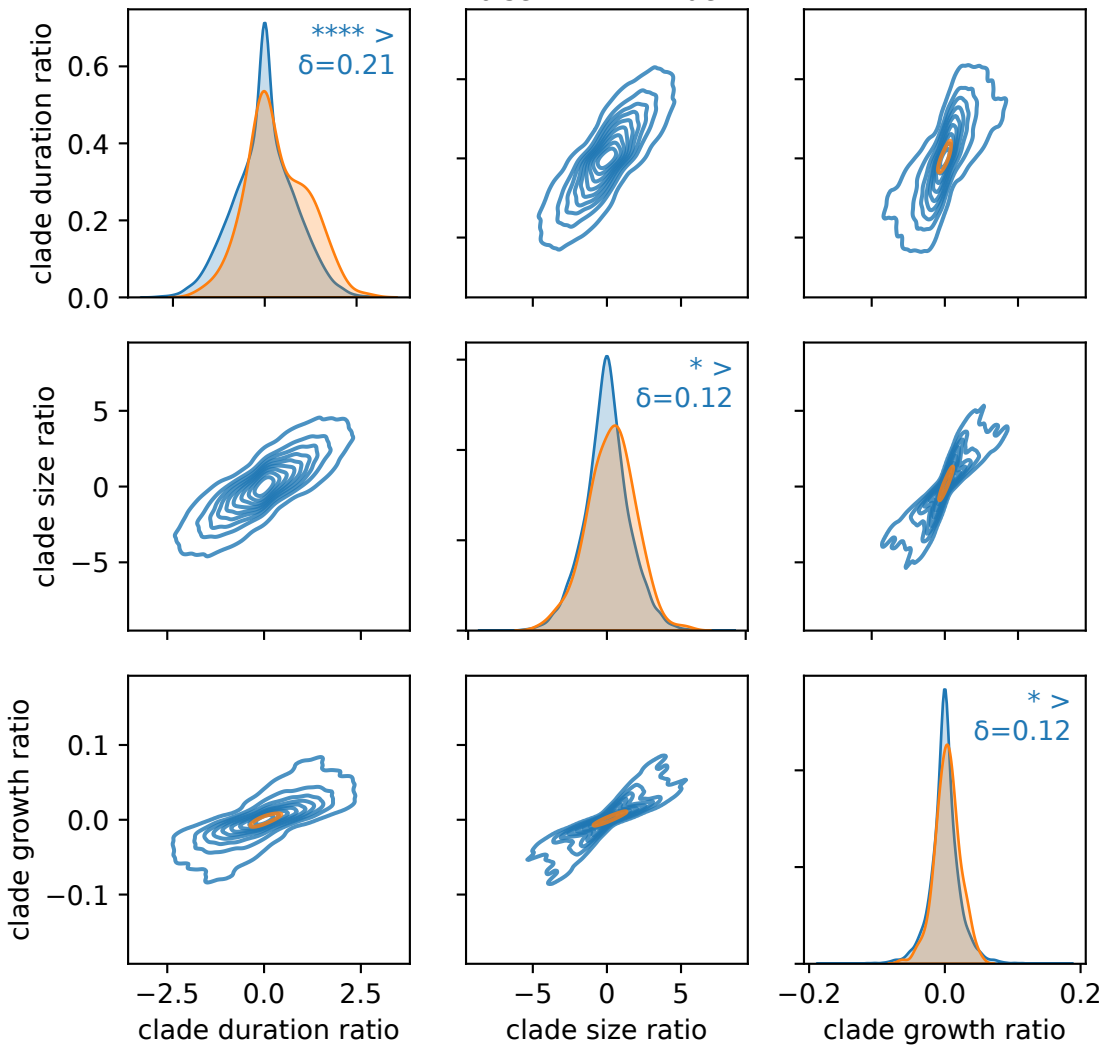 **** >
δ=0.21
* >
δ=0.12
* >
δ=0.12
clade duration ratio
0.6
0.4
0.2
0.0
clade size ratio
5
0
−5
clade growth ratio
0.1
0.0
−0.1
−2.5 0.0 2.5
−5 0 5
−0.2 0.0 0.2
clade duration ratio
clade size ratio
clade growth ratio